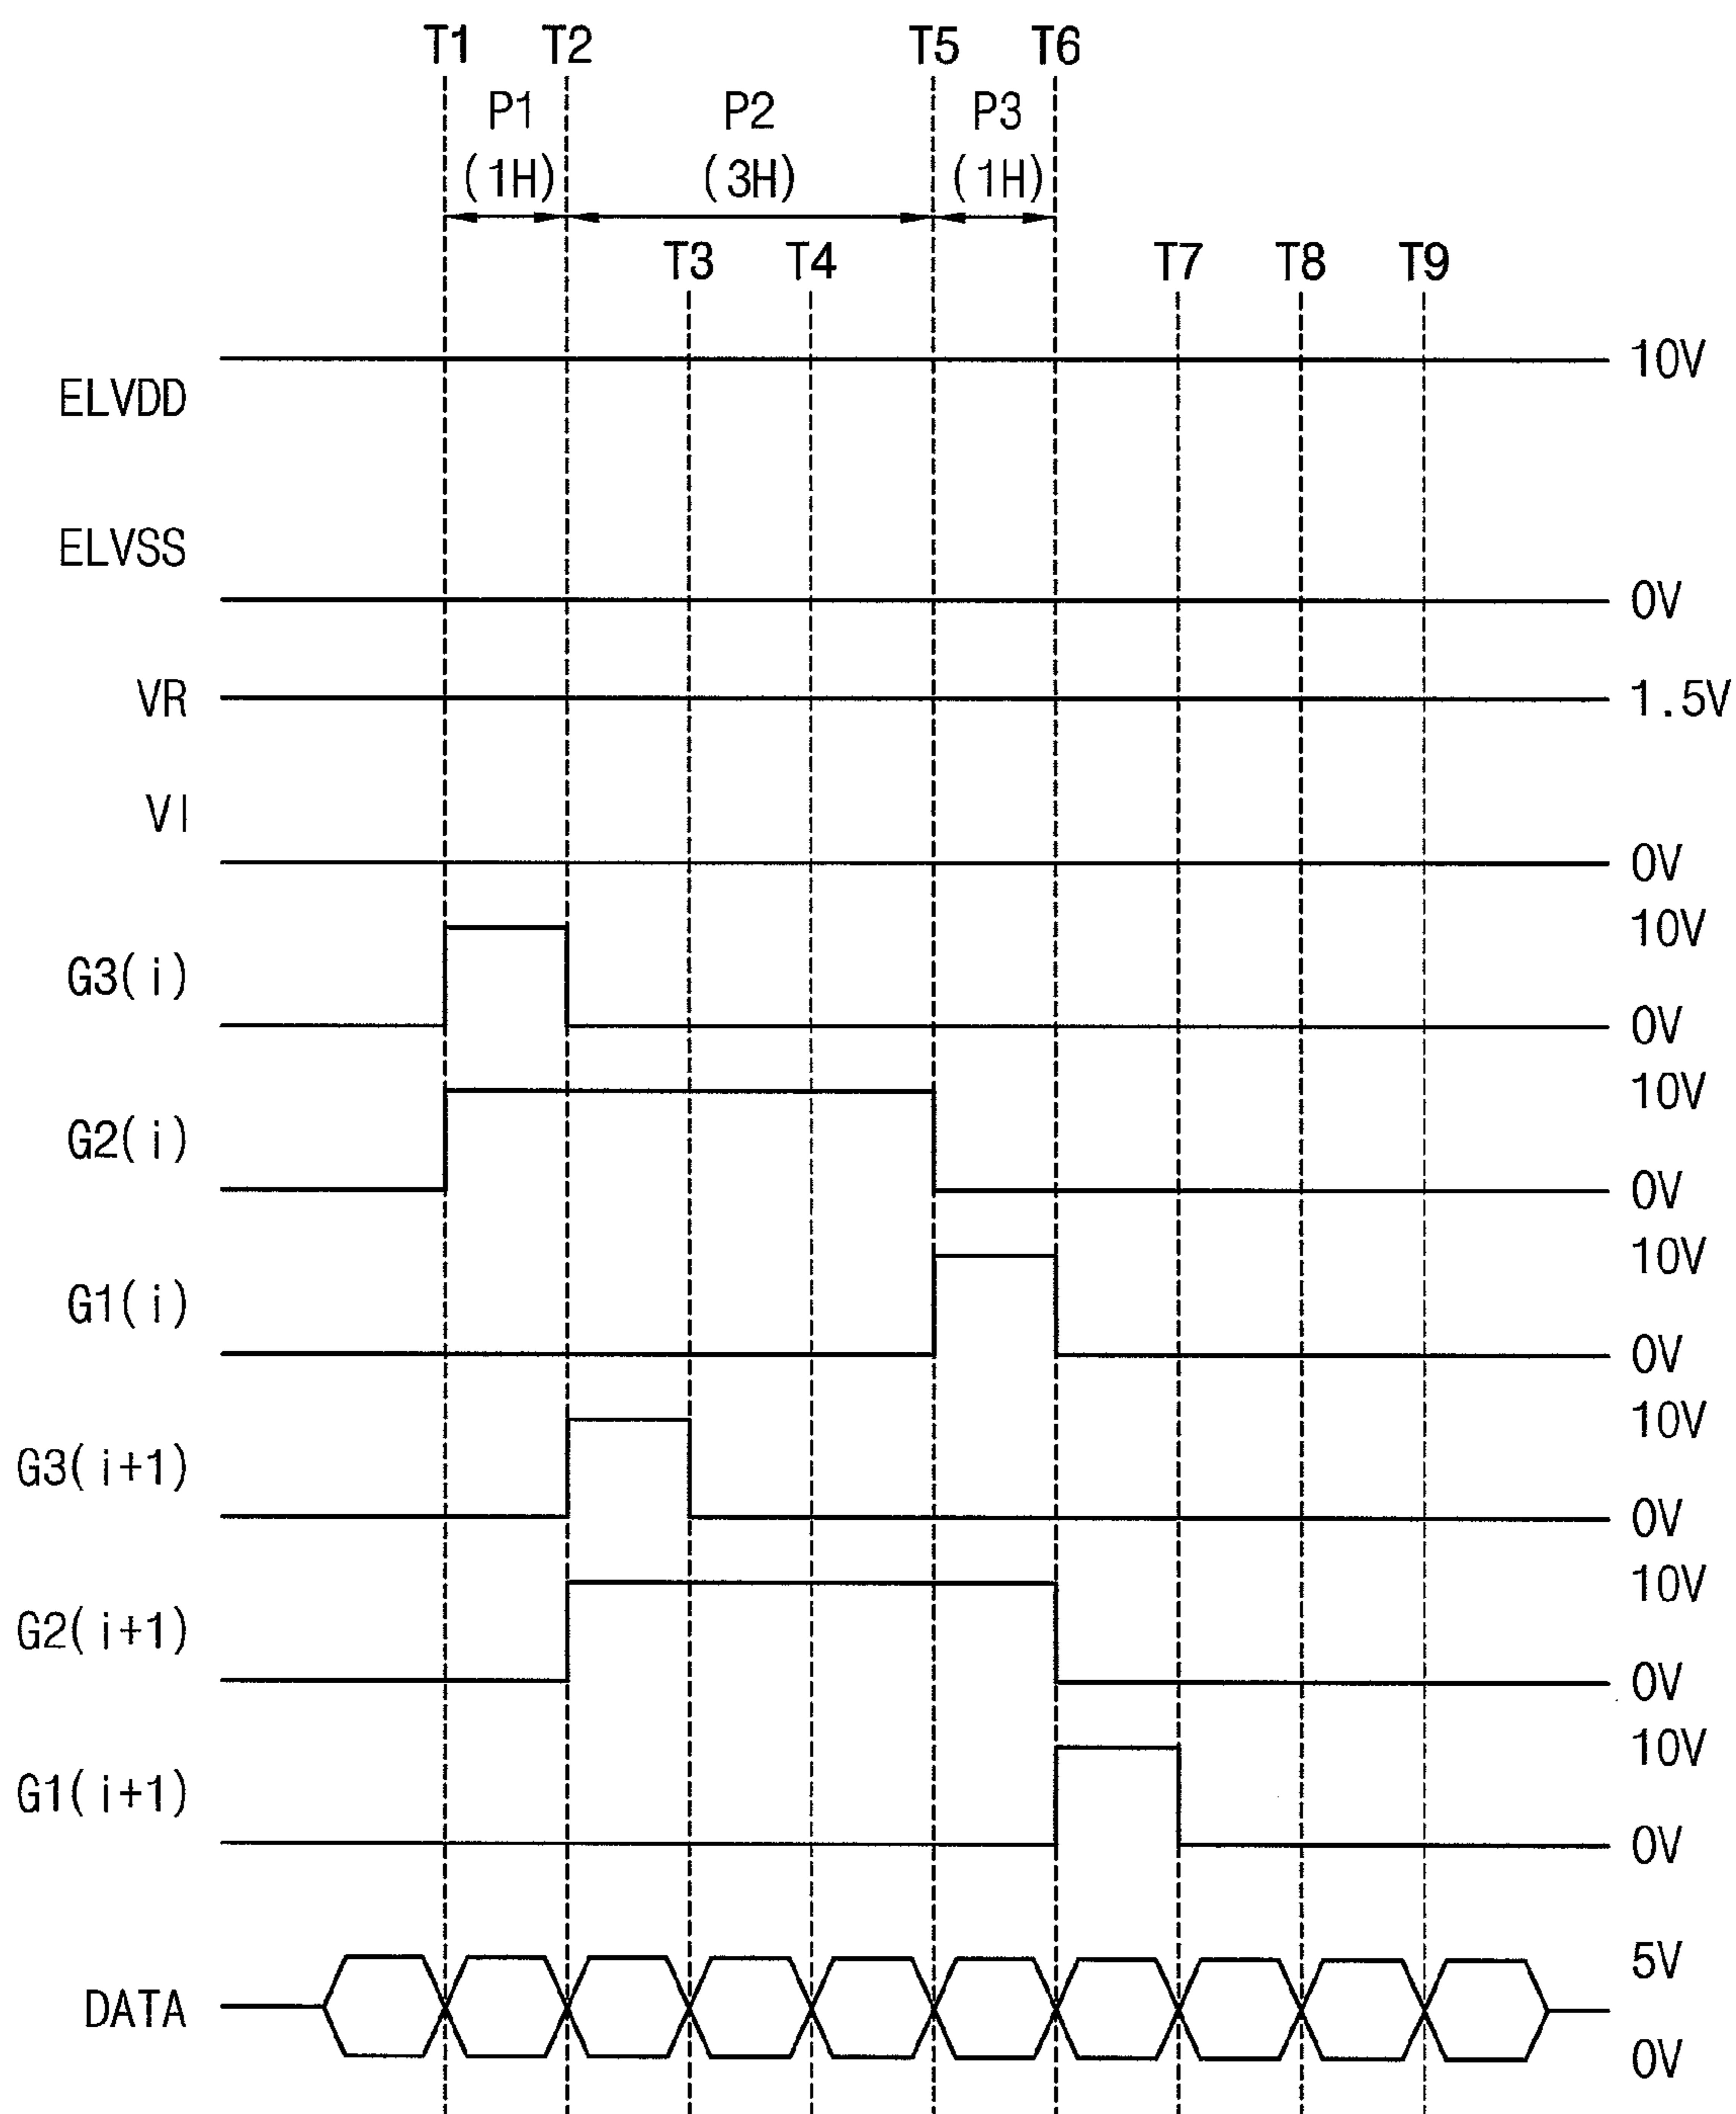 T1 T2 T5 T6
P1 P2 P3
(1H) (3H) (1H)
T3 T4 T7 T8 T9
10V
ELVDD
ELVSS
0V
VR 1.5V
VI
0V
10V
G3(i)
0V
10V
G2(i)
0V
10V
G1(i)
0V
10V
G3(i+1)
0V
10V
G2(i+1)
0V
10V
G1(i+1)
0V
5V
DATA
0V